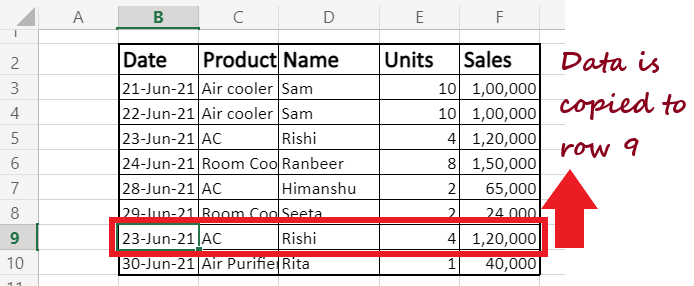 A B C D E F
1
2 Date Product Name Units Sales
3 21-Jun-21 Air cooler Sam 10 1,00,000
4 22-Jun-21 Air cooler Sam 10 1,00,000
5 23-Jun-21 AC Rishi 4 1,20,000
6 24-Jun-21 Room Coo Ranbeer 8 1,50,000
7 28-Jun-21 AC Himanshu 2 65,000
8 29-Jun-21 Room Coo Seeta 2 24,000
9 23-Jun-21 AC Rishi 4 1,20,000
10 30-Jun-21 Air Purifier Rita 1 40,000
11
Data is
copied to
row 9